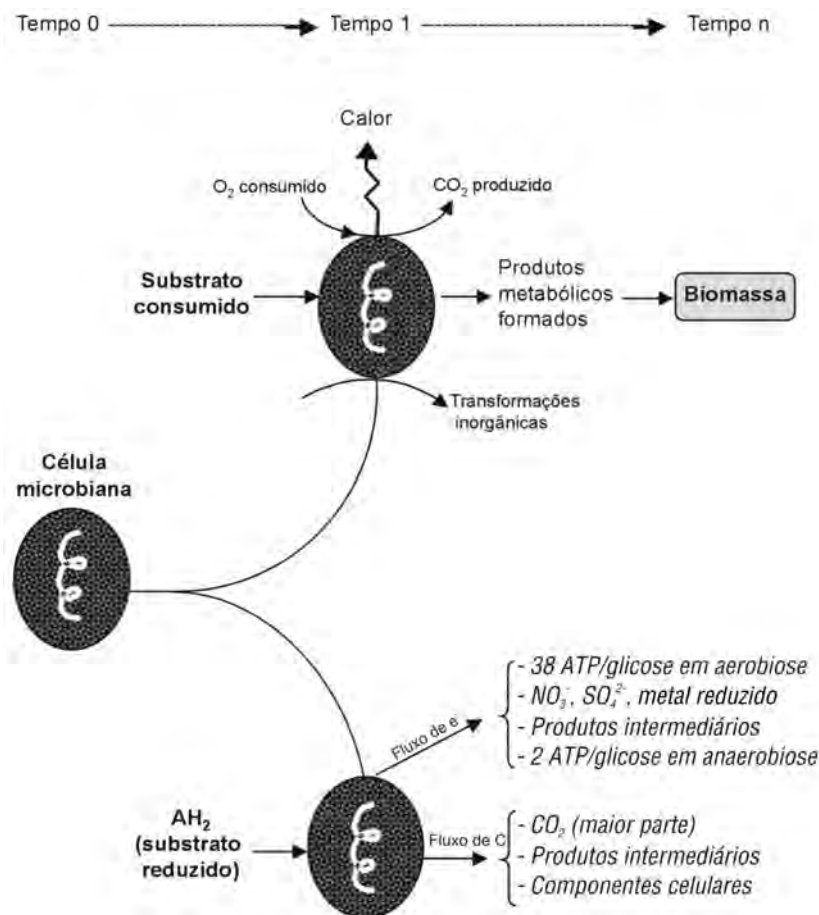 Tempo 0 Tempo 1 Tempo n
Calor
O₂ consumido CO₂ produzido
Substrato
consumido
Produtos
metabólicos
formados
Biomassa
Transformações
inorgânicas
Célula
microbiana
Fluxo de e⁻
- 38 ATP/glicose em aerobiose
- NO₃⁻, SO₄²⁻, metal reduzido
- Produtos intermediários
- 2 ATP/glicose em anaerobiose
AH₂
(substrato
reduzido)
Fluxo de C
- CO₂ (maior parte)
- Produtos intermediários
- Componentes celulares